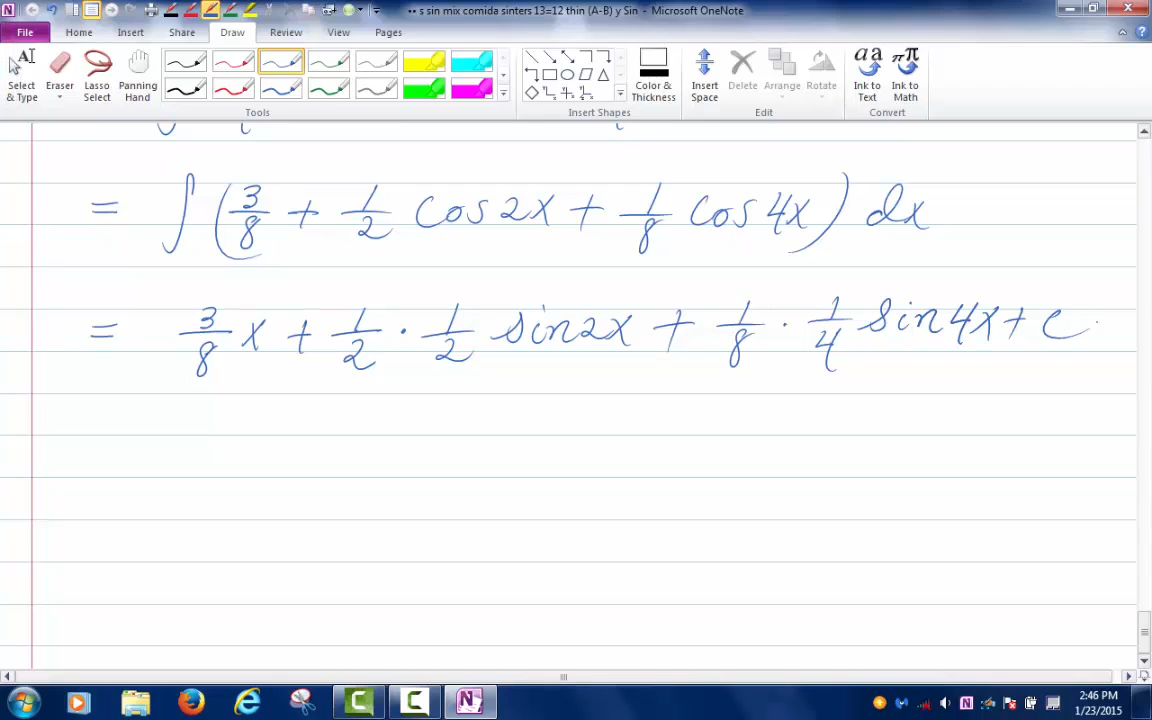 •• s sin mix comida sinters 13=12 thin (A-B) y Sin - Microsoft OneNote
File Home Insert Share Draw Review View Pages
Select & Type
Eraser
Lasso Select
Panning Hand
Color & Thickness
Insert Space
Delete
Arrange
Rotate
Ink to Text
Ink to Math
Tools
Insert Shapes
Edit
Convert
= ∫ (3/8 + 1/2 cos 2x + 1/8 cos 4x) dx
= 3/8 x + 1/2 · 1/2 sin 2x + 1/8 · 1/4 sin 4x + c
2:46 PM
1/23/2015